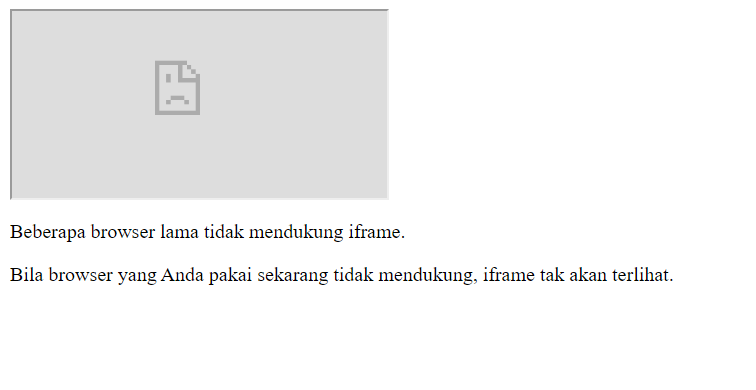 Beberapa browser lama tidak mendukung iframe.
Bila browser yang Anda pakai sekarang tidak mendukung, iframe tak akan terlihat.